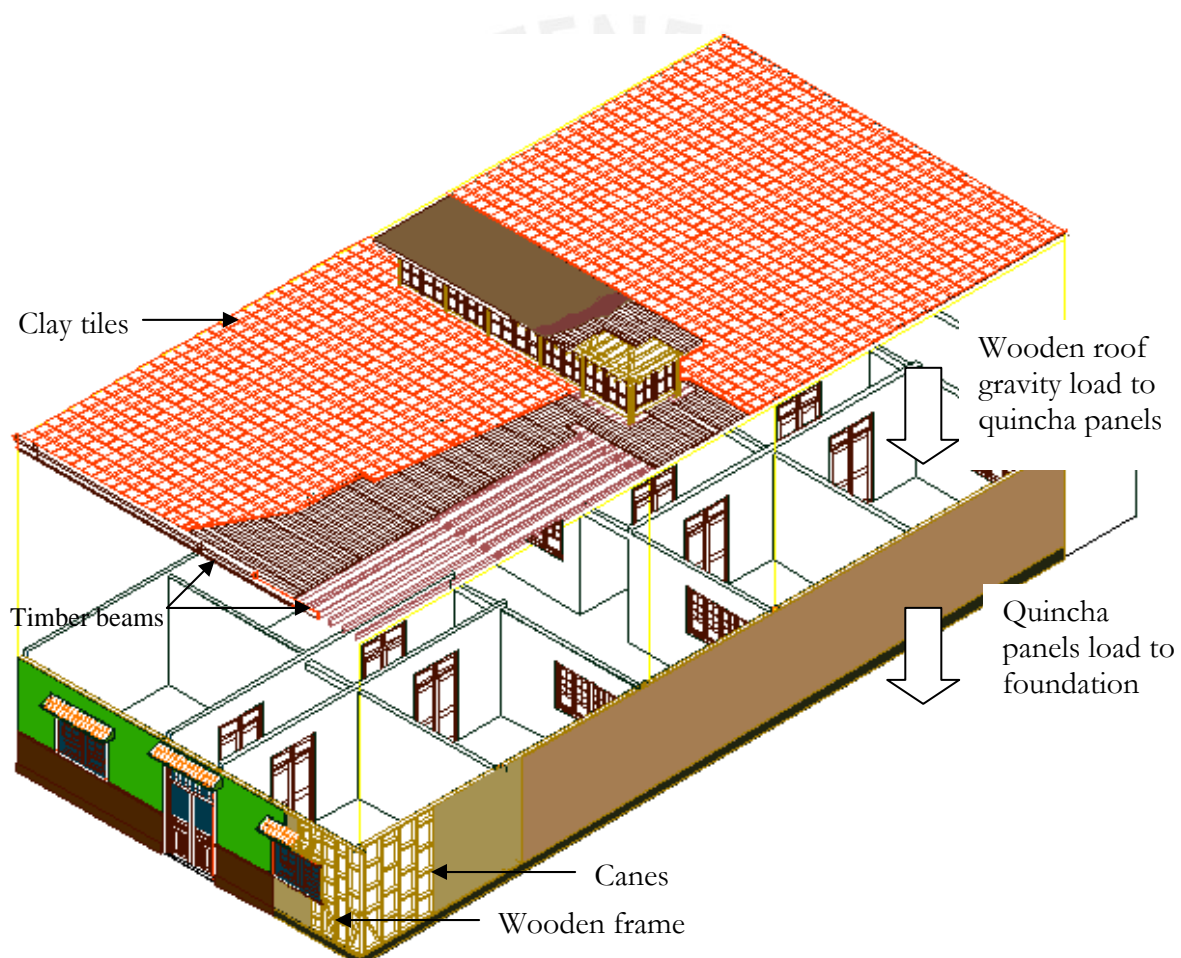 Clay tiles
Wooden roof
gravity load to
quincha panels
Timber beams
Quincha
panels load to
foundation
Canes
Wooden frame